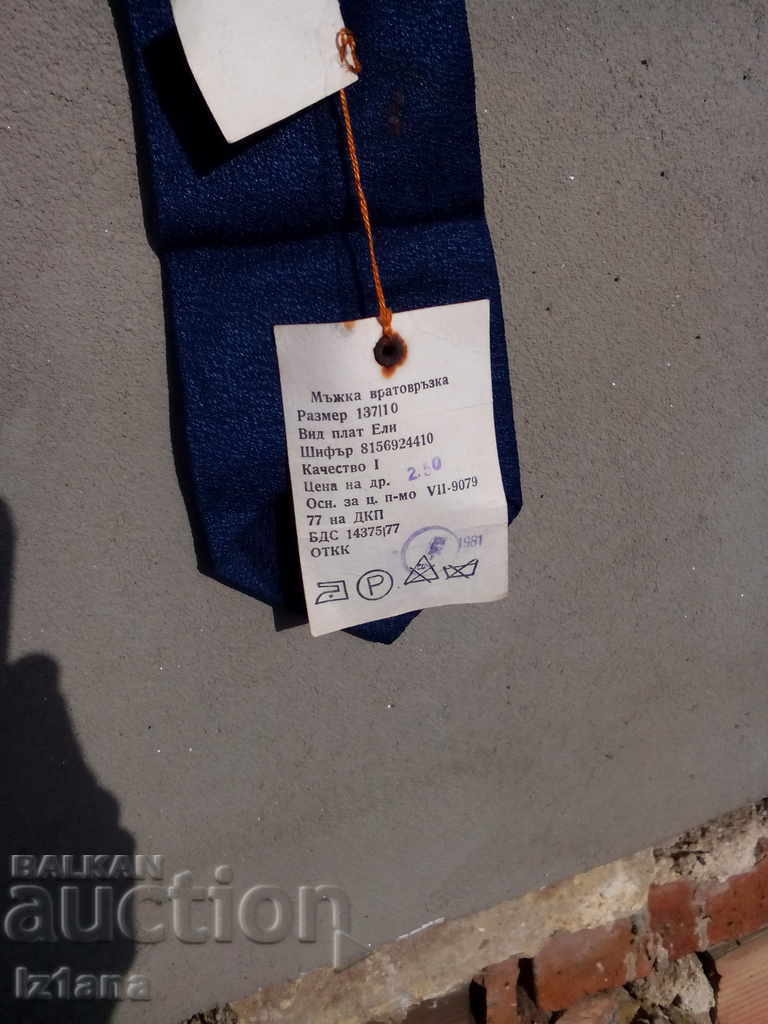 Мъжка вратовръзка
Размер 137|10
Вид плат Ели
Шифър 8156924410
Качество I
Цена на др. 2.50
Осн. за ц. п-мо VII-9079
77 на ДКП
БДС 14375|77
ОТКК 1981
P
BALKAN
auction
Iz1ana